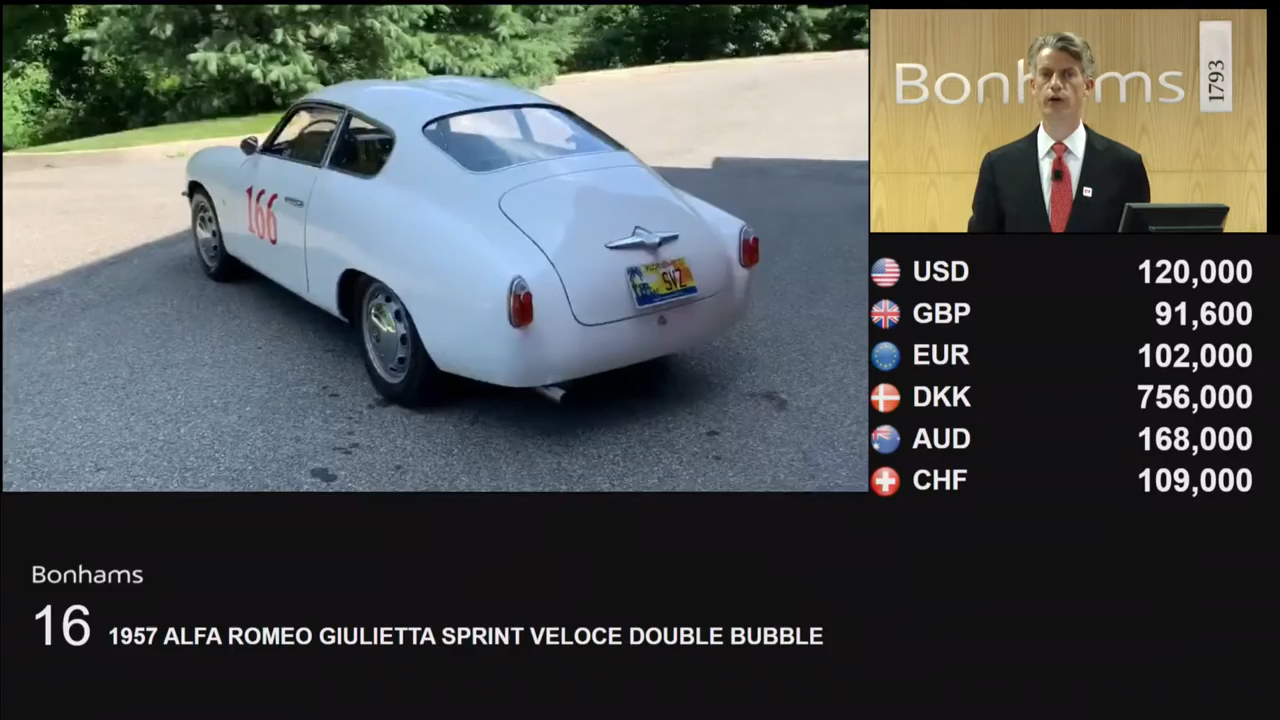 166
SVZ
Bonhams
1793
USD 120,000
GBP 91,600
EUR 102,000
DKK 756,000
AUD 168,000
CHF 109,000
Bonhams
16 1957 ALFA ROMEO GIULIETTA SPRINT VELOCE DOUBLE BUBBLE